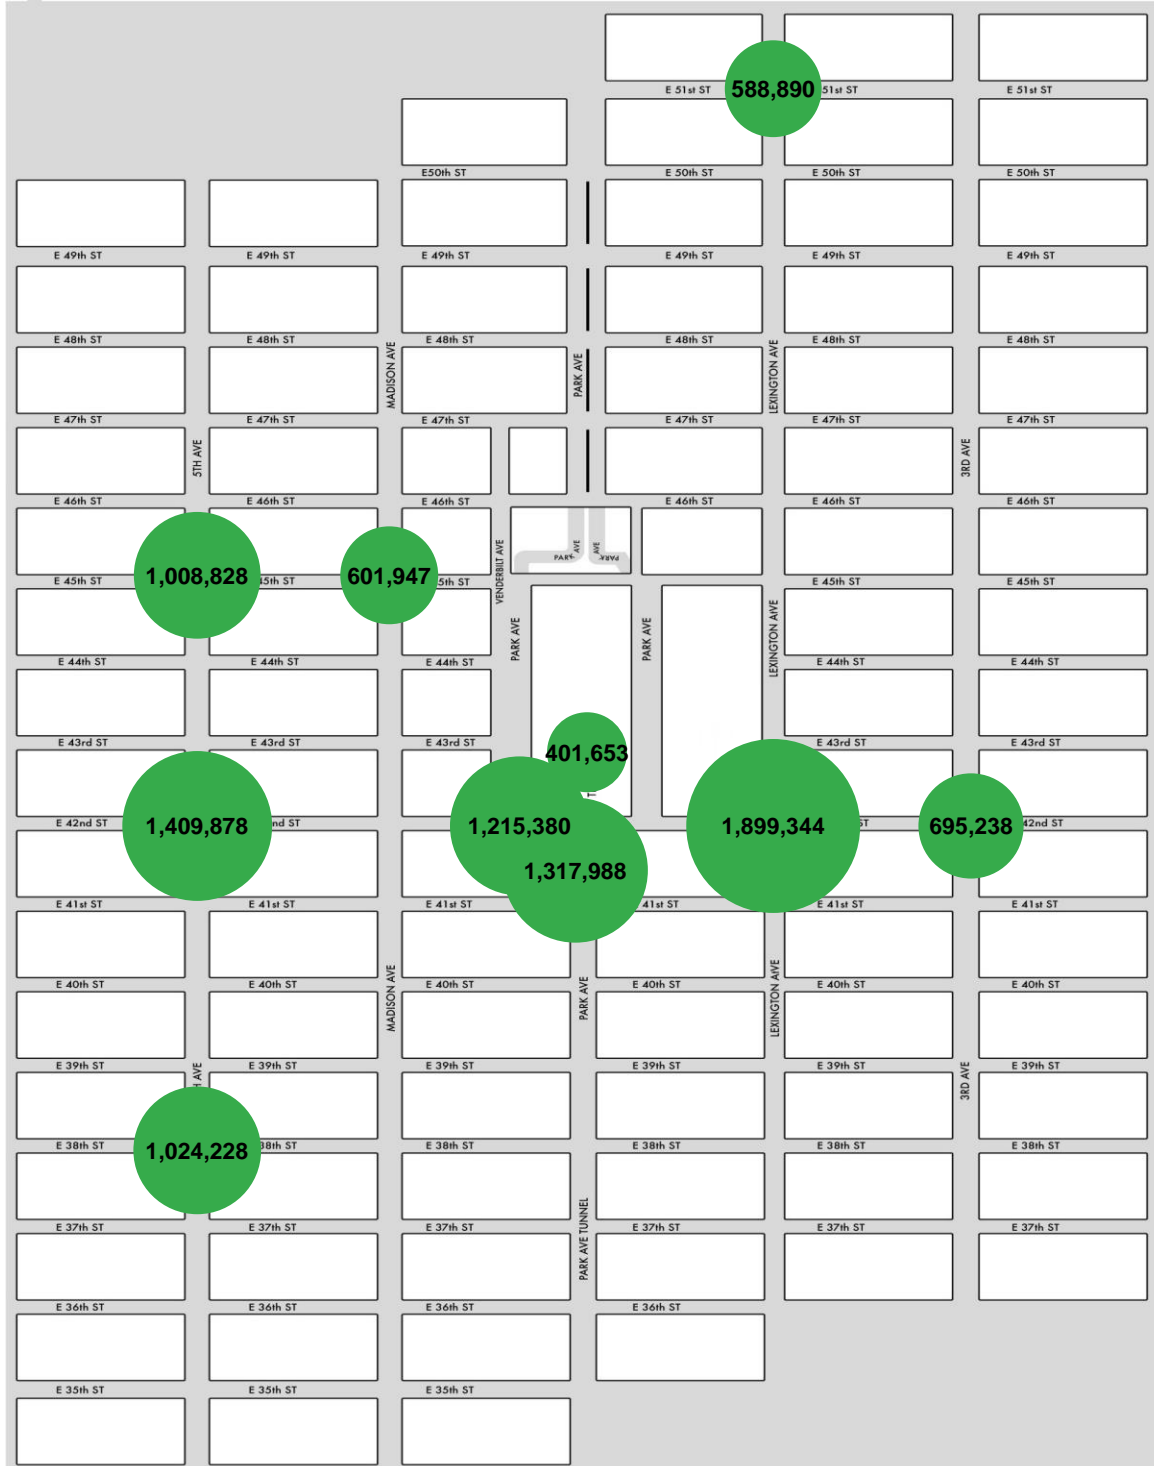 E 51st ST
588,890
51st ST
E 51st ST
E50th ST
E 50th ST
E 50th ST
E 50th ST
E 49th ST
E 49th ST
E 49th ST
E 49th ST
E 49th ST
E 49th ST
E 48th ST
E 48th ST
E 48th ST
E 48th ST
E 48th ST
E 48th ST
MADISON AVE
PARK AVE
LEXINGTON AVE
E 47th ST
E 47th ST
E 47th ST
E 47th ST
E 47th ST
E 47th ST
5TH AVE
3RD AVE
E 46th ST
E 46th ST
E 46th ST
E 46th ST
E 46th ST
E 46th ST
PARK AVE
AVE PARK
VENDERBILT AVE
1,008,828
601,947
E 45th ST
45th ST
5th ST
E 45th ST
E 45th ST
PARK AVE
PARK AVE
LEXINGTON AtVE
E 44th ST
E 44th ST
E 44th ST
E 44th ST
E 44th ST
E 43rd ST
E 43rd ST
E 43rd ST
401,653
E 43rd ST
E 43rd ST
T
E 42nd ST
1,409,878
nd ST
1,215,380
1,899,344
ST
695,238
42nd ST
1,317,988
E 41st ST
E 41st ST
E 41st ST
41st ST
E 41st ST
E 41st ST
E 40th ST
E 40th ST
E 40th ST
E 40th ST
E 40th ST
E 40th ST
MADISON AVE
PARK AVE
LEXINGTON AtVE
E 39th ST
E 39th ST
E 39th ST
E 39th ST
E 39th ST
E 39th ST
H AVE
3RD AVE
E 38th ST
1,024,228
38th ST
E 38th ST
E 38th ST
E 38th ST
E 38th ST
E 37th ST
E 37th ST
E 37th ST
E 37th ST
E 37th ST
E 37th ST
PARK AVE TUNNEL
E 36th ST
E 36th ST
E 36th ST
E 36th ST
E 35th ST
E 35th ST
E 35th ST